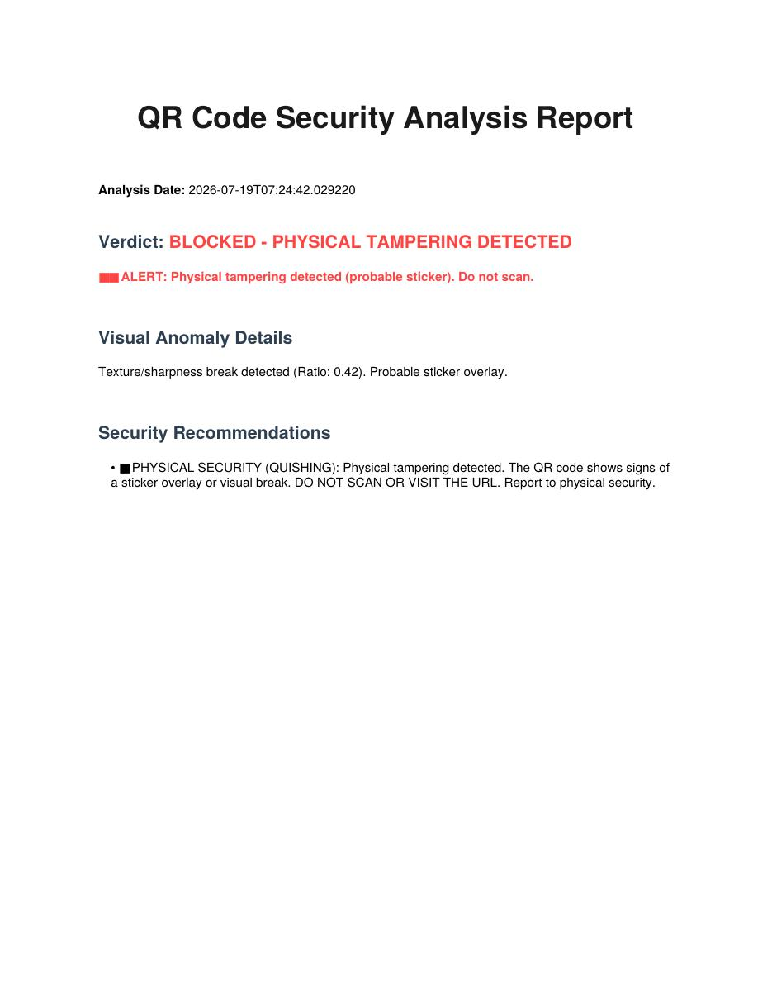 QR Code Security Analysis Report
Analysis Date: 2026-07-19T07:24:42.029220
Verdict: BLOCKED - PHYSICAL TAMPERING DETECTED
■■ ALERT: Physical tampering detected (probable sticker). Do not scan.
Visual Anomaly Details
Texture/sharpness break detected (Ratio: 0.42). Probable sticker overlay.
Security Recommendations
• ■ PHYSICAL SECURITY (QUISHING): Physical tampering detected. The QR code shows signs of
a sticker overlay or visual break. DO NOT SCAN OR VISIT THE URL. Report to physical security.